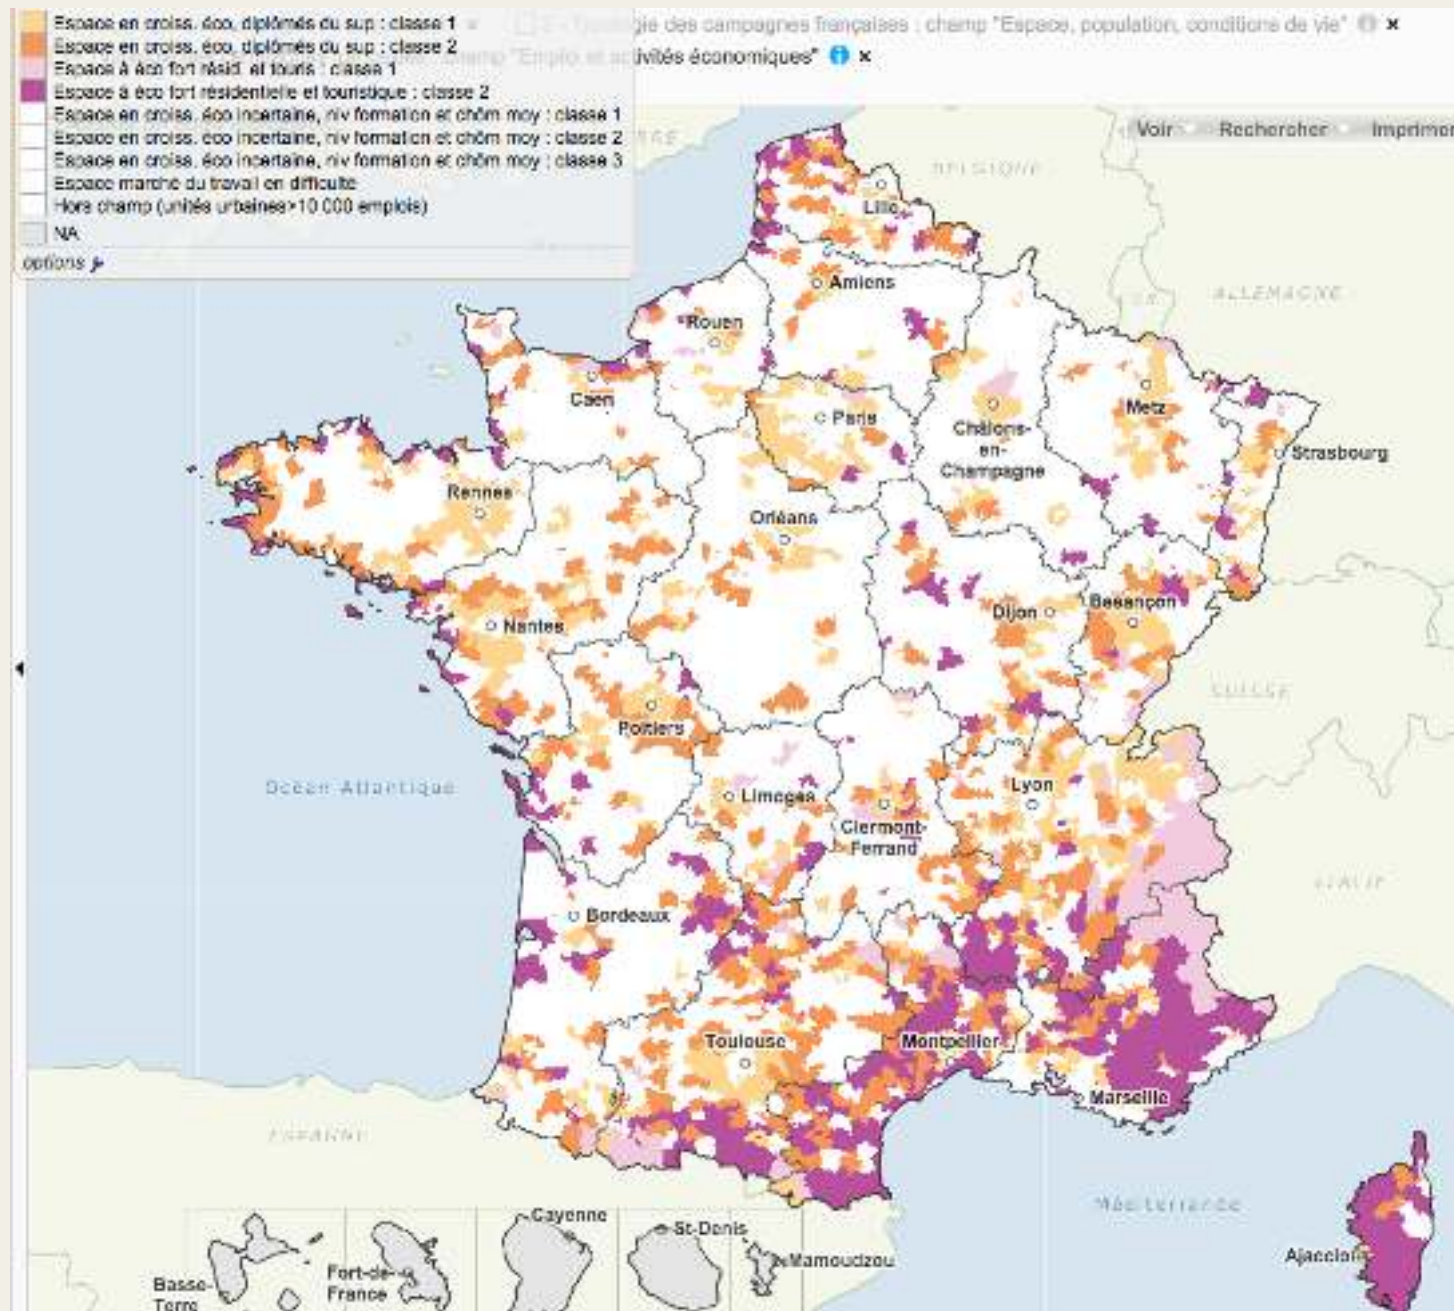 Espace en croiss. éco, diplômés du sup : classe 1
Espace en croiss. éco, diplômés du sup : classe 2
Espace à éco fort résid. et touris : classe 1
Espace à éco fort résidentielle et touristique : classe 2
Espace en croiss. éco incertaine, niv formation et chôm moy : classe 1
Espace en croiss. éco incertaine, niv formation et chôm moy : classe 2
Espace en croiss. éco incertaine, niv formation et chôm moy : classe 3
Espace marché du travail en difficulté
Hors champ (unités urbaines>10 000 emplois)
NA
options
des campagnes françaises : champ "Espace, population, conditions de vie"
champ "Emploi et activités économiques"
Voir
Rechercher
Imprimer
BELGIQUE
Lille
Amiens
ALLEMAGNE
Rouen
Caen
Paris
Metz
Châlons-
en-
Champagne
Strasbourg
Rennes
Orléans
Dijon
Besançon
Nantes
SUISSE
Poitiers
Océan Atlantique
Lyon
Limoges
Clermont-
Ferrand
ITALIE
Bordeaux
Toulouse
Montpellier
Marseille
ESPAGNE
Méditerranée
Cayenne
St-Denis
Mamoudzou
Ajaccio
Basse-
Terre
Fort-de-
France